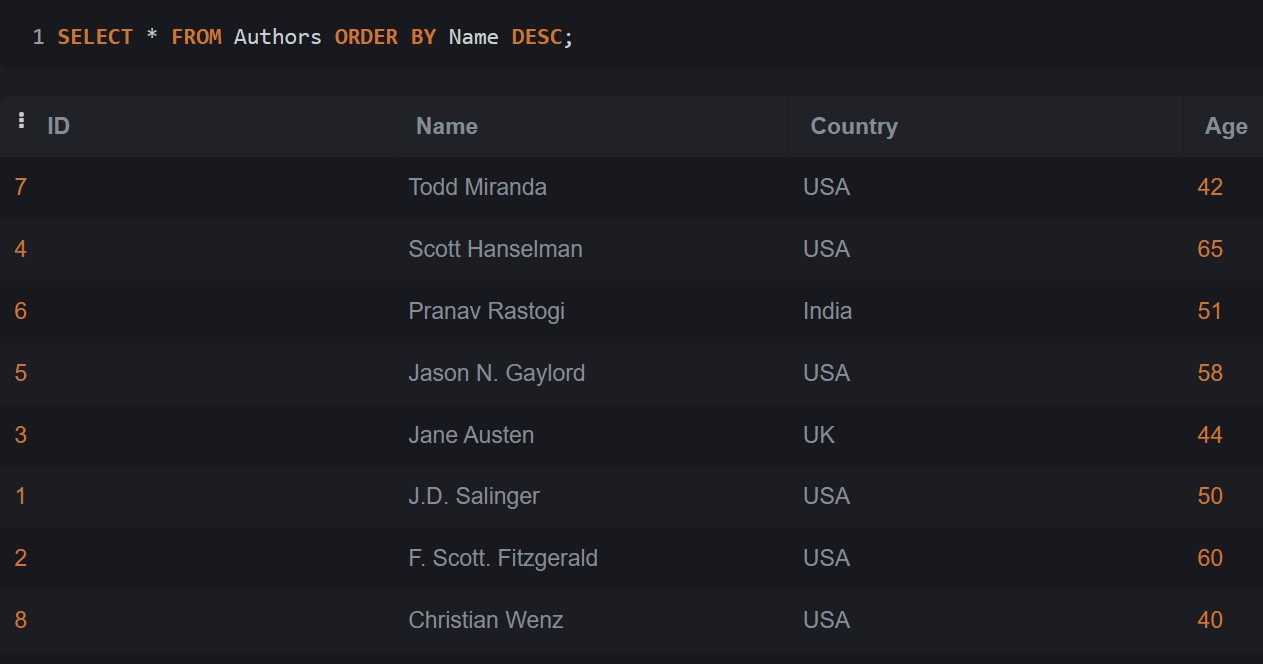 1 SELECT * FROM Authors ORDER BY Name DESC;
ID Name Country Age
7 Todd Miranda USA 42
4 Scott Hanselman USA 65
6 Pranav Rastogi India 51
5 Jason N. Gaylord USA 58
3 Jane Austen UK 44
1 J.D. Salinger USA 50
2 F. Scott. Fitzgerald USA 60
8 Christian Wenz USA 40